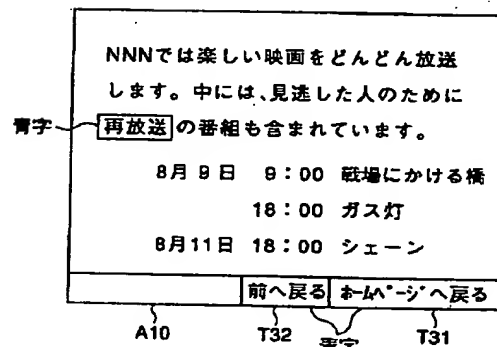 NNNでは楽しい映画をどんどん放送
します。中には、見逃した人のために
青字 再放送 の番組も含まれています。
8月9日 9:00 戦場にかける橋
18:00 ガス灯
8月11日 18:00 シェーン
前へ戻る ホームページへ戻る
A10 T32 青字 T31